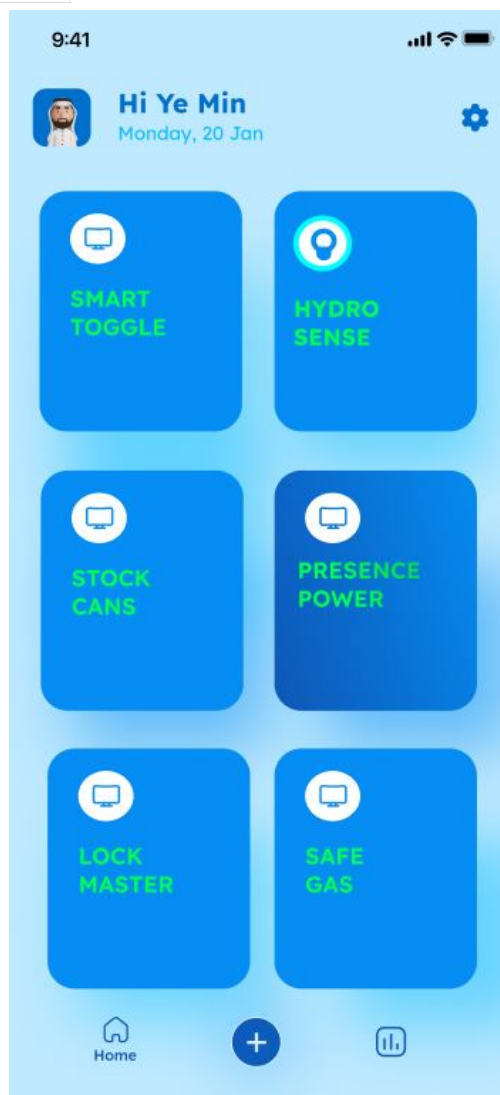 9:41
Hi Ye Min
Monday, 20 Jan
SMART
TOGGLE
HYDRO
SENSE
STOCK
CANS
PRESENCE
POWER
LOCK
MASTER
SAFE
GAS
Home